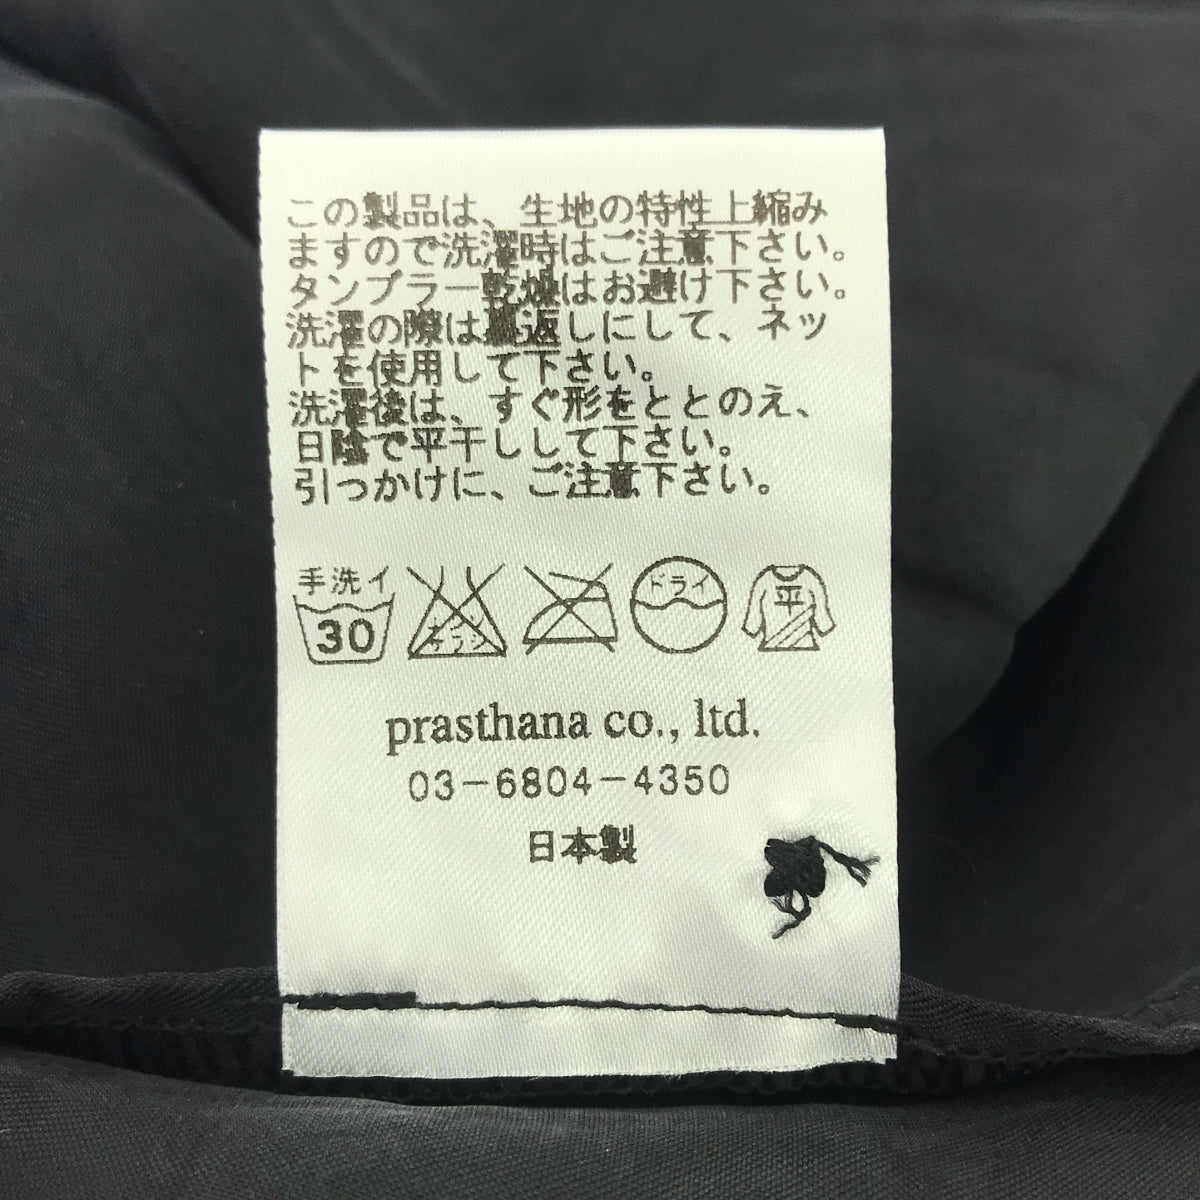 この製品は、生地の特性上縮み
ますので洗濯時はご注意下さい。
タンブラー乾燥はお避け下さい。
洗濯の際は裏返しにして、ネッ
トを使用して下さい。
洗濯後は、すぐ形をととのえ、
日陰で平干しして下さい。
引っかけに、ご注意下さい。
手洗イ
30
エンソサラシ
ドライ
平
prasthana co., ltd.
03-6804-4350
日本製